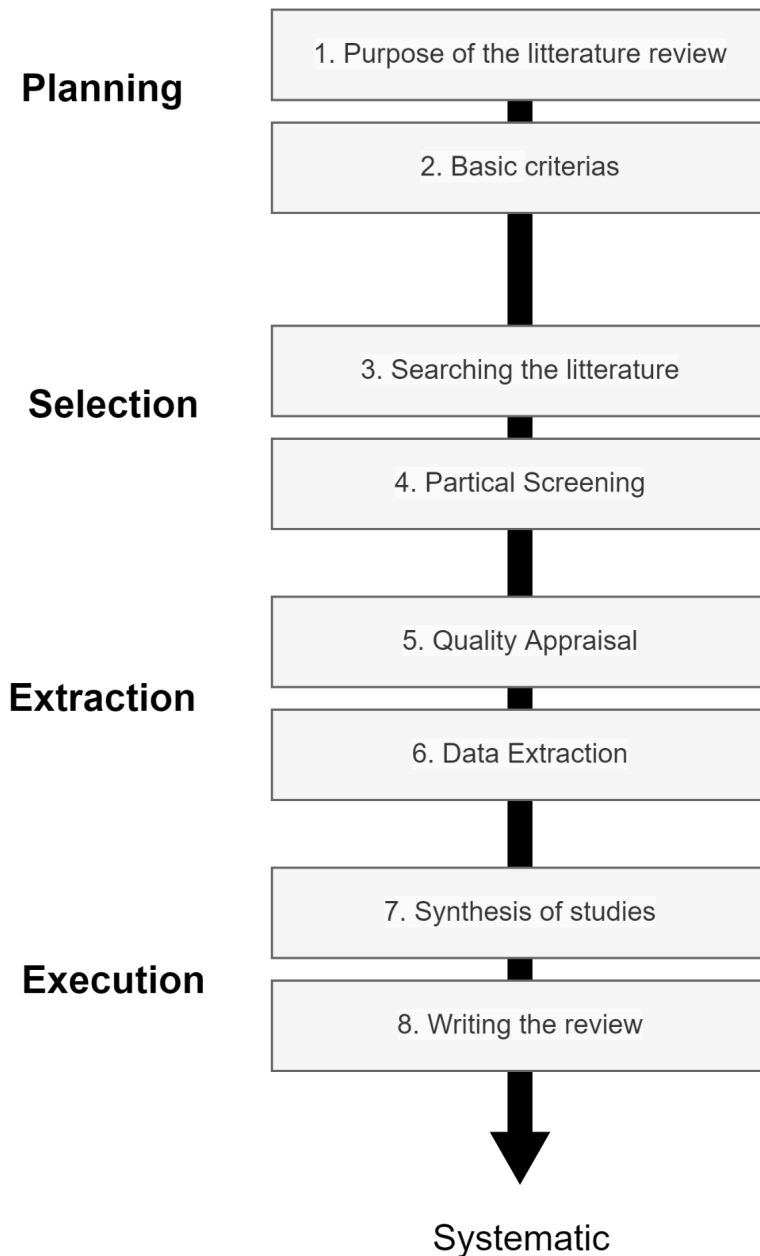 Planning
1. Purpose of the litterature review
2. Basic criterias
Selection
3. Searching the litterature
4. Partical Screening
Extraction
5. Quality Appraisal
6. Data Extraction
Execution
7. Synthesis of studies
8. Writing the review
Systematic